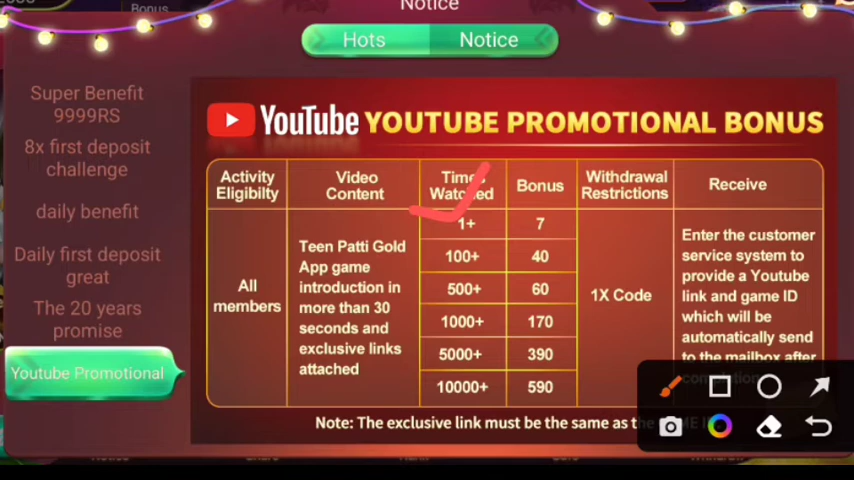 Bonus
Notice
Hots
Notice
Super Benefit
9999RS
8x first deposit
challenge
daily benefit
Daily first deposit
great
The 20 years
promise
Youtube Promotional
YouTube YOUTUBE PROMOTIONAL BONUS
Activity
Eligibilty
Video
Content
Times
Watched
Bonus
Withdrawal
Restrictions
Receive
All
members
Teen Patti Gold
App game
introduction in
more than 30
seconds and
exclusive links
attached
1+ 7
100+ 40
500+ 60
1000+ 170
5000+ 390
10000+ 590
1X Code
Enter the customer
service system to
provide a Youtube
link and game ID
which will be
automatically send
to the mailbox after
Note: The exclusive link must be the same as the